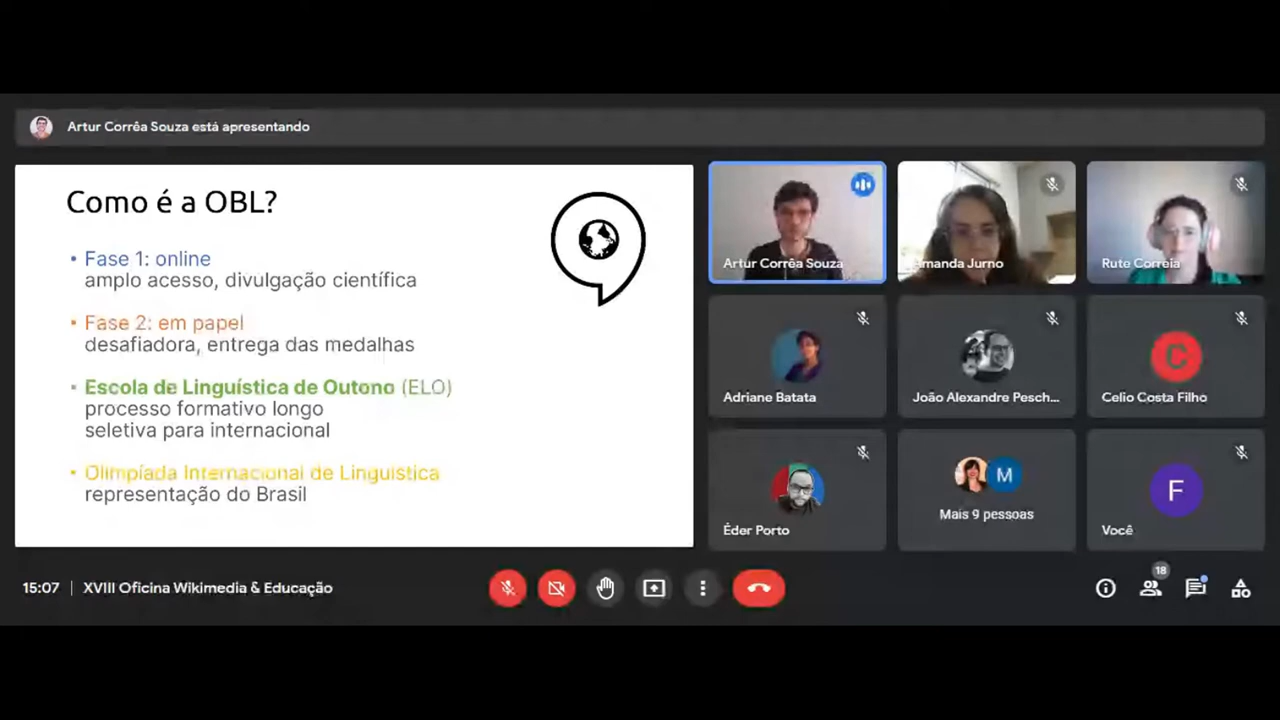 Artur Corrêa Souza está apresentando
Como é a OBL?
• Fase 1: online
amplo acesso, divulgação científica
• Fase 2: em papel
desafiadora, entrega das medalhas
• Escola de Linguística de Outono (ELO)
processo formativo longo
seletiva para internacional
• Olimpíada Internacional de Linguística
representação do Brasil
Artur Corrêa Souza
Amanda Jurno
Rute Correia
Adriane Batata
João Alexandre Pesch...
C
Celio Costa Filho
Éder Porto
M
Mais 9 pessoas
F
Você
15:07 | XVIII Oficina Wikimedia & Educação
18